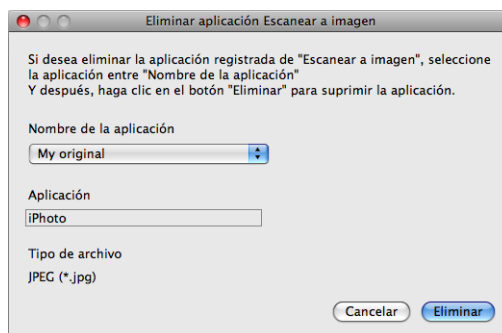 Eliminar aplicación Escanear a imagen
Si desea eliminar la aplicación registrada de "Escanear a imagen", seleccione
la aplicación entre "Nombre de la aplicación"
Y después, haga clic en el botón "Eliminar" para suprimir la aplicación.
Nombre de la aplicación
My original
Aplicación
iPhoto
Tipo de archivo
JPEG (*.jpg)
Cancelar Eliminar